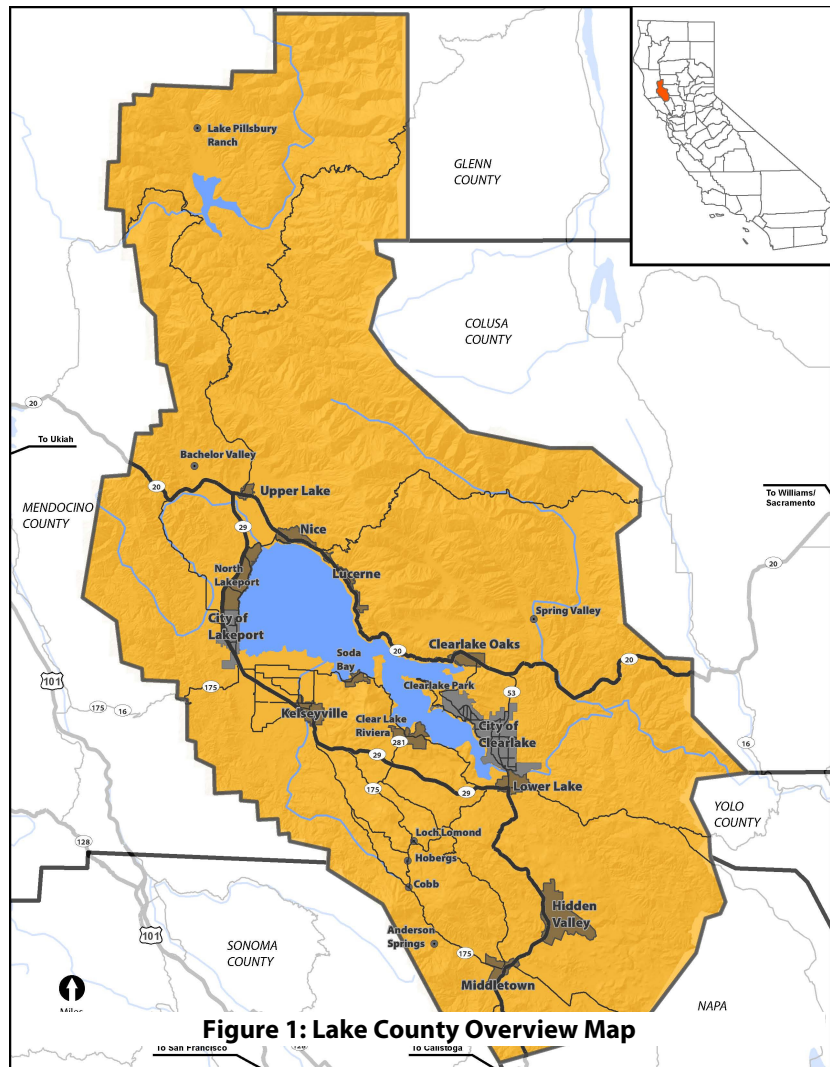 Lake Pillsbury
Ranch
GLENN
COUNTY
COLUSA
COUNTY
20
To Ukiah
Bachelor Valley
20
Upper Lake
To Williams/
Sacramento
MENDOCINO
COUNTY
29
Nice
20
North
Lakeport
Lucerne
City of
Lakeport
Spring Valley
20
Clearlake Oaks
20
Soda
Bay
101
175
Clearlake Park
53
175
16
Kelseyville
Clear Lake
Riviera
281
City of
Clearlake
16
29
175
29
Lower Lake
YOLO
COUNTY
128
Loch Lomond
Hobergs
Cobb
Hidden
Valley
101
Anderson
Springs
SONOMA
COUNTY
175
Middletown
NAPA
Miles
Figure 1: Lake County Overview Map
To San Francisco
128
To Calistoga